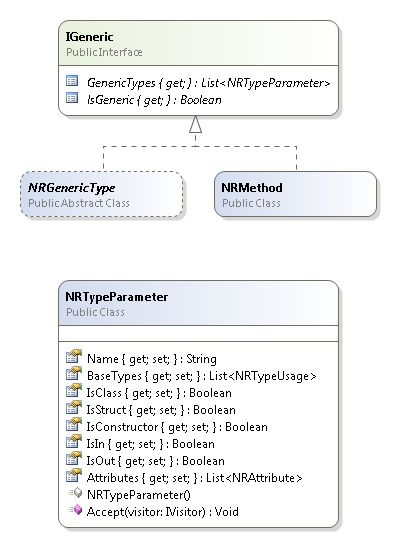 IGeneric
Public Interface
GenericTypes { get; } : List<NRTypeParameter>
IsGeneric { get; } : Boolean
NRGenericType
Public Abstract Class
NRMethod
Public Class
NRTypeParameter
Public Class
Name { get; set; } : String
BaseTypes { get; set; } : List<NRTypeUsage>
IsClass { get; set; } : Boolean
IsStruct { get; set; } : Boolean
IsConstructor { get; set; } : Boolean
IsIn { get; set; } : Boolean
IsOut { get; set; } : Boolean
Attributes { get; set; } : List<NRAttribute>
NRTypeParameter()
Accept(visitor: IVisitor) : Void